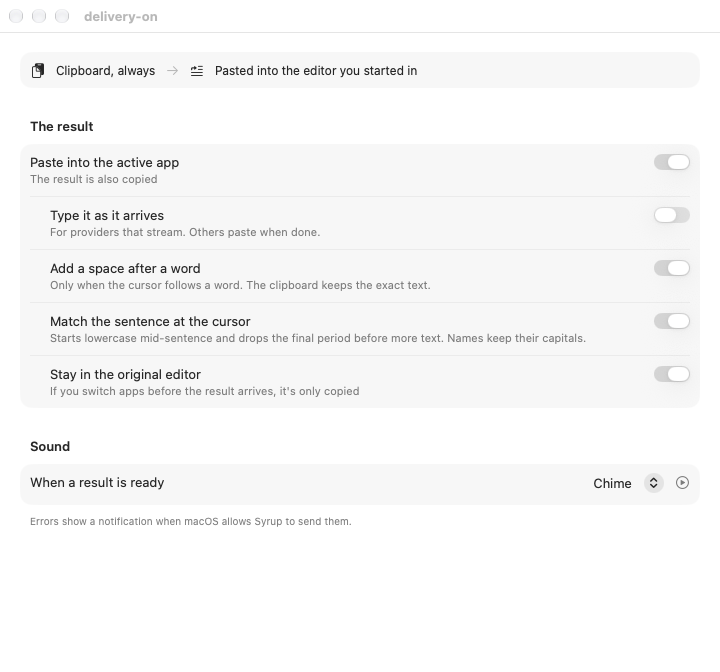 delivery-on
Clipboard, always → Pasted into the editor you started in
The result
Paste into the active app
The result is also copied
Type it as it arrives
For providers that stream. Others paste when done.
Add a space after a word
Only when the cursor follows a word. The clipboard keeps the exact text.
Match the sentence at the cursor
Starts lowercase mid-sentence and drops the final period before more text. Names keep their capitals.
Stay in the original editor
If you switch apps before the result arrives, it's only copied
Sound
When a result is ready Chime
Errors show a notification when macOS allows Syrup to send them.